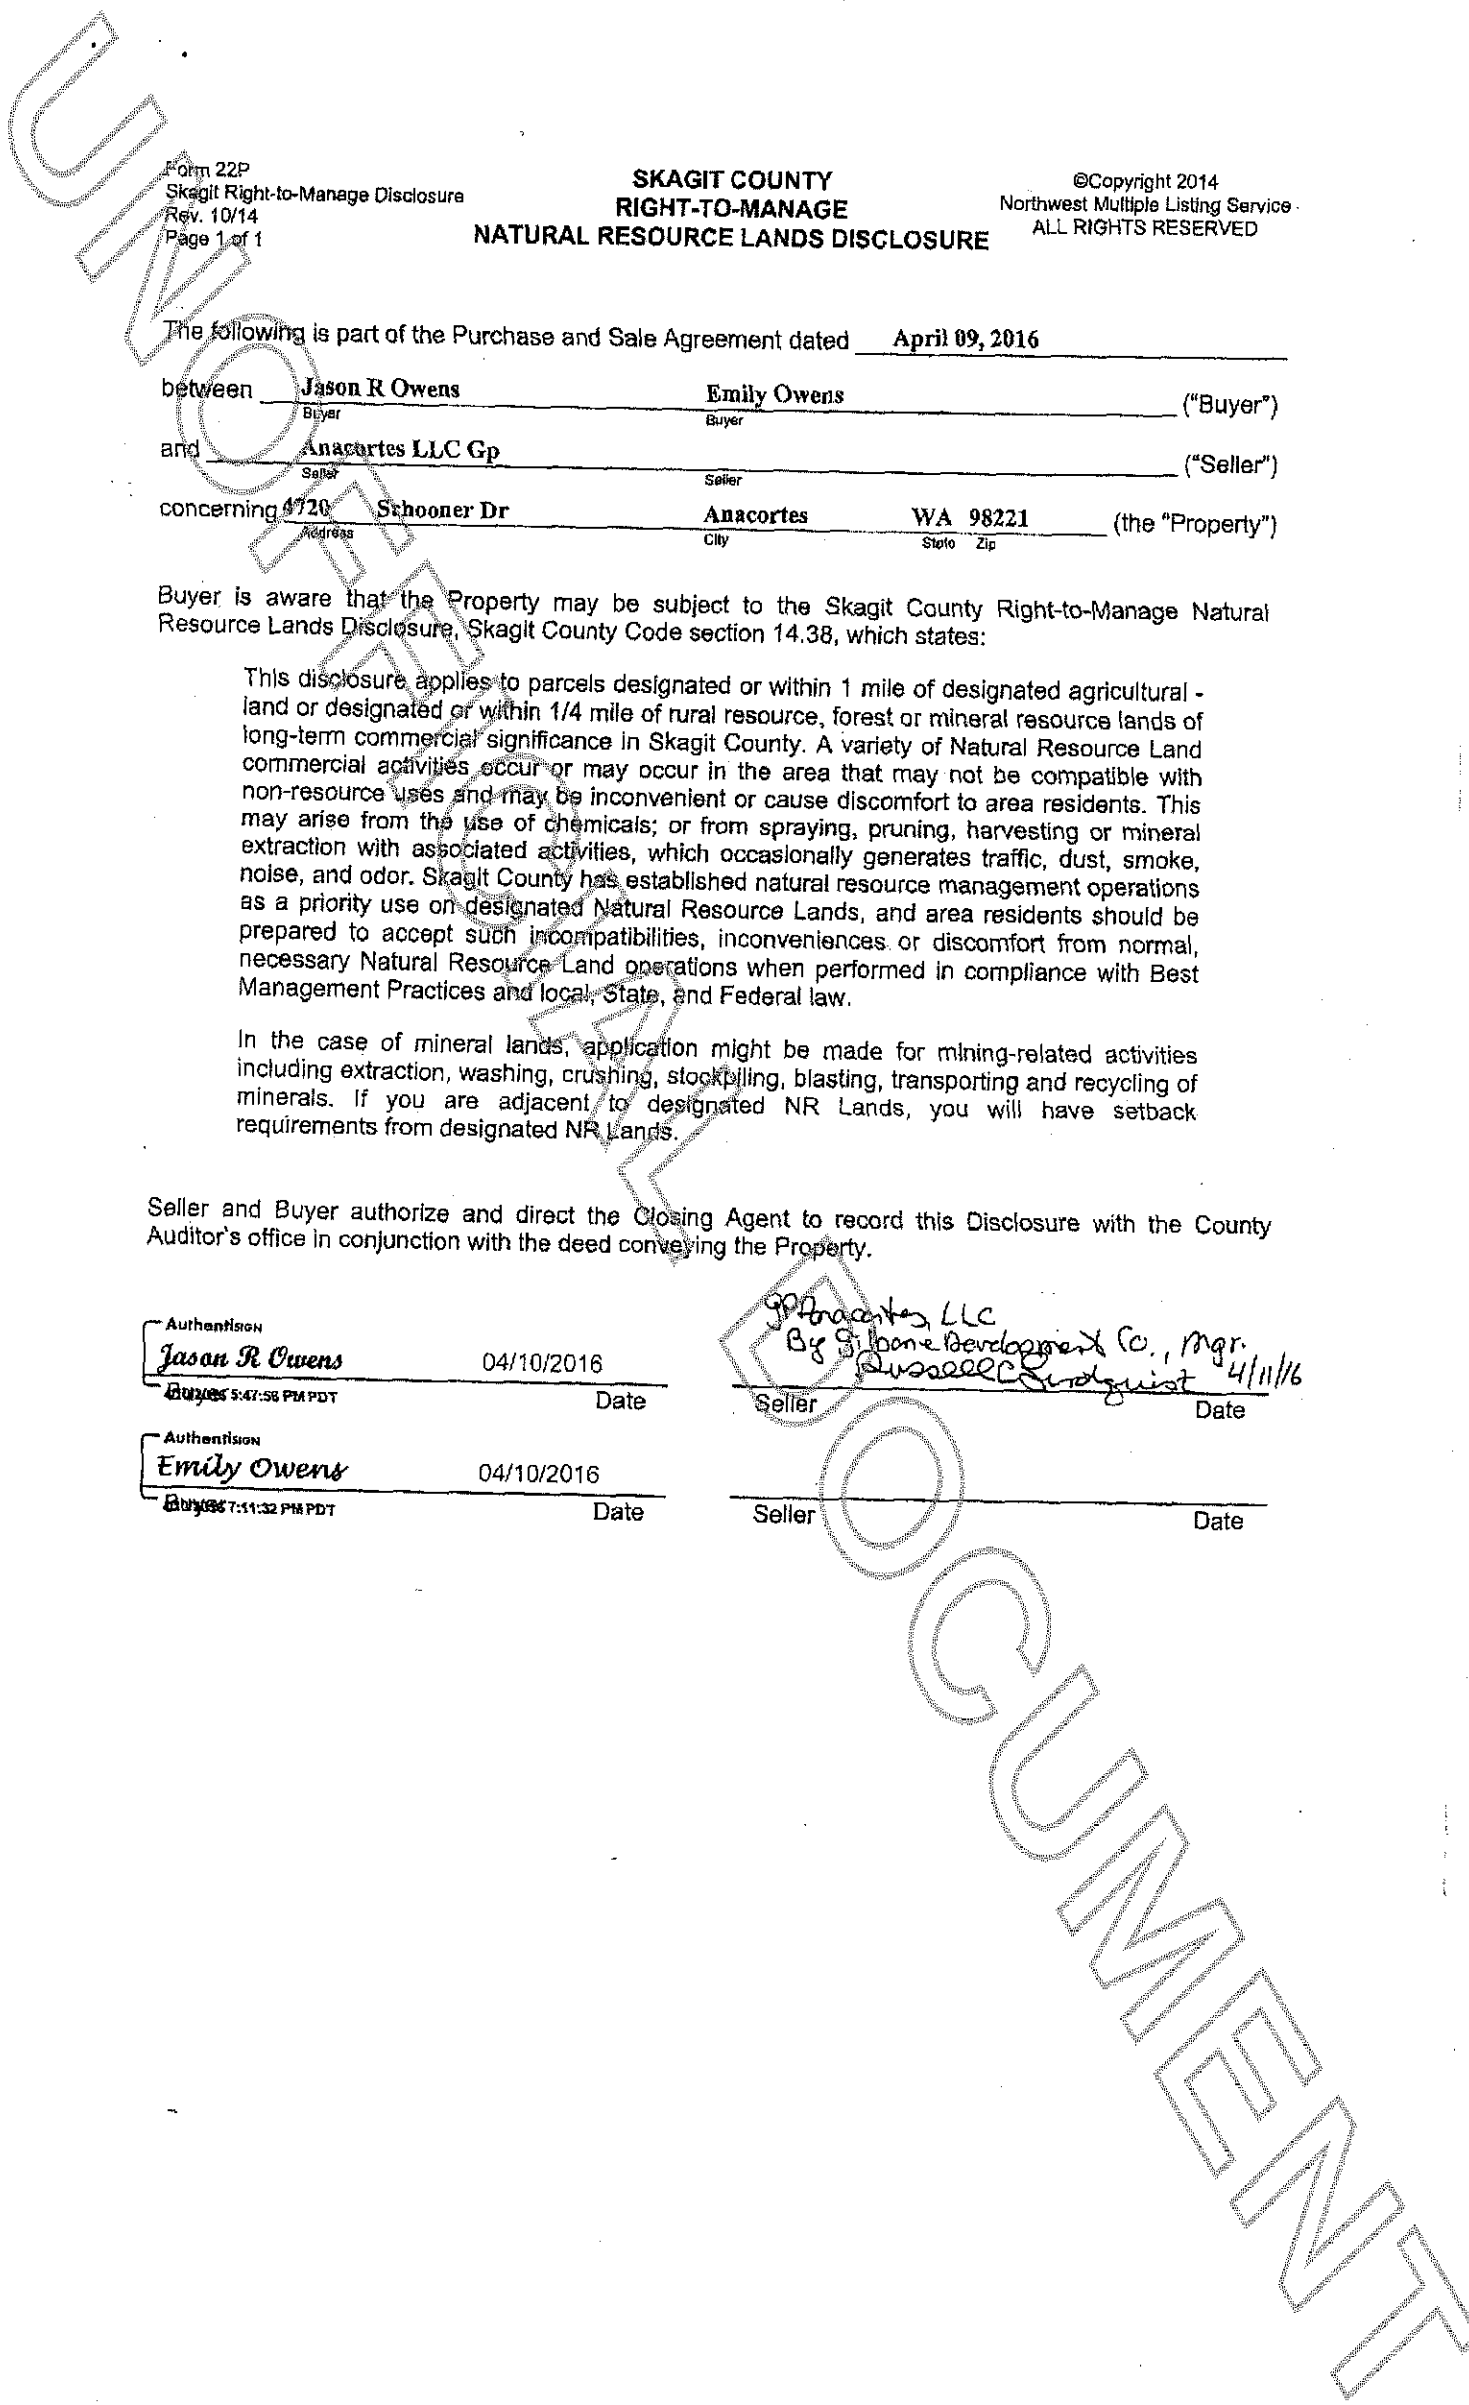 Form 22P
Skagit Right-to-Manage Disclosure
Rev. 10/14
Page 1 of 1
SKAGIT COUNTY
RIGHT-TO-MANAGE
NATURAL RESOURCE LANDS DISCLOSURE
©Copyright 2014
Northwest Multiple Listing Service
ALL RIGHTS RESERVED
The following is part of the Purchase and Sale Agreement dated April 09, 2016
between Jason R Owens Emily Owens ("Buyer")
Buyer Buyer
and Anacortes LLC Gp ("Seller")
Seller Seller
concerning 4720 Schooner Dr Anacortes WA 98221 (the "Property")
Address City State Zip
Buyer is aware that the Property may be subject to the Skagit County Right-to-Manage Natural
Resource Lands Disclosure, Skagit County Code section 14.38, which states:
This disclosure applies to parcels designated or within 1 mile of designated agricultural -
land or designated or within 1/4 mile of rural resource, forest or mineral resource lands of
long-term commercial significance in Skagit County. A variety of Natural Resource Land
commercial activities occur or may occur in the area that may not be compatible with
non-resource uses and may be inconvenient or cause discomfort to area residents. This
may arise from the use of chemicals; or from spraying, pruning, harvesting or mineral
extraction with associated activities, which occasionally generates traffic, dust, smoke,
noise, and odor. Skagit County has established natural resource management operations
as a priority use on designated Natural Resource Lands, and area residents should be
prepared to accept such incompatibilities, inconveniences or discomfort from normal,
necessary Natural Resource Land operations when performed in compliance with Best
Management Practices and local, State, and Federal law.
In the case of mineral lands, application might be made for mining-related activities
including extraction, washing, crushing, stockpiling, blasting, transporting and recycling of
minerals. If you are adjacent to designated NR Lands, you will have setback
requirements from designated NR Lands.
Seller and Buyer authorize and direct the Closing Agent to record this Disclosure with the County
Auditor's office in conjunction with the deed conveying the Property.
GP Anacortes, LLC
By Gilbane Development Co., Mgr.
AuthentiSIGN
Jason R Owens 04/10/2016 Russell C Lindquist 4/11/16
5:47:58 PM PDT Date Seller Date
AuthentiSIGN
Emily Owens 04/10/2016
7:11:32 PM PDT Date Seller Date
UNOFFICIAL DOCUMENT